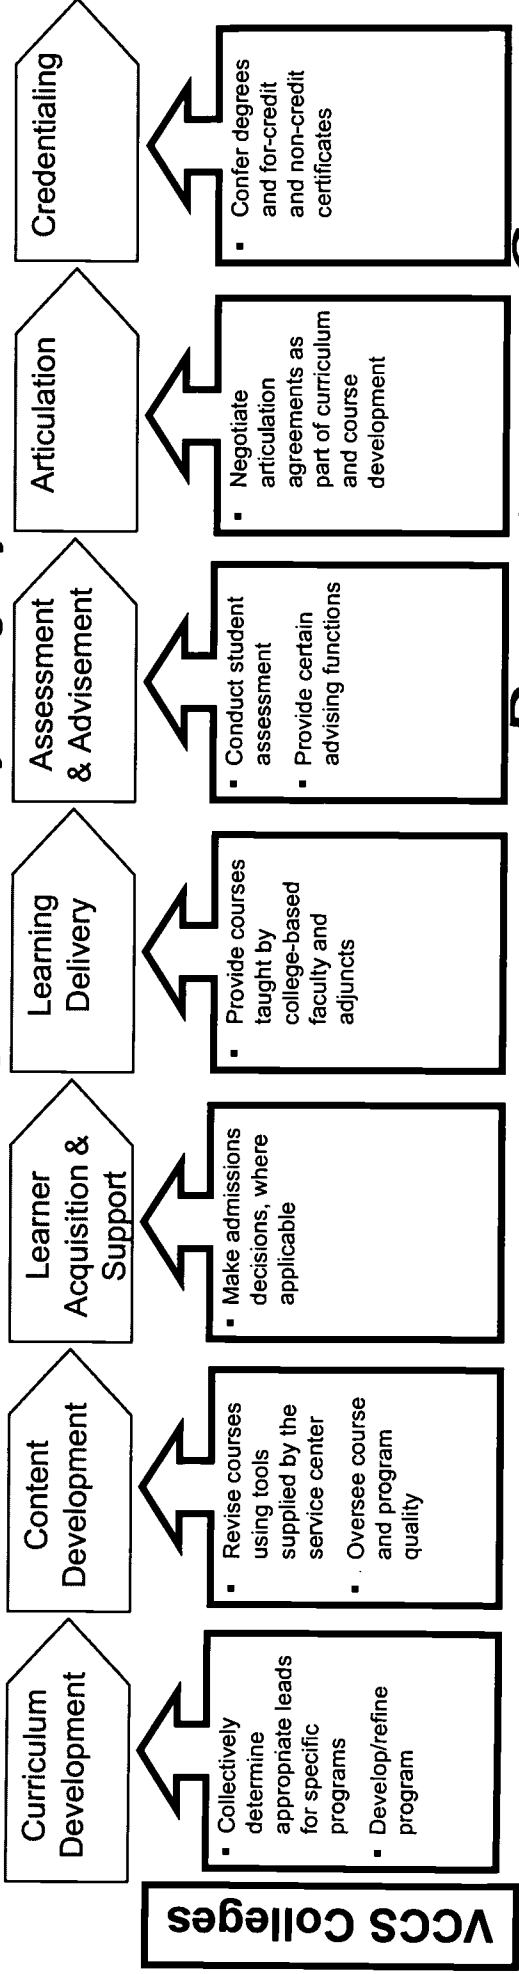 Curriculum
Development
Content
Development
Learner
Acquisition &
Support
Learning
Delivery
Assessment
& Advisement
Articulation
Credentialing
VCCS Colleges
▪ Collectively
determine
appropriate leads
for specific
programs
▪ Develop/refine
program
▪ Revise courses
using tools
supplied by the
service center
▪ Oversee course
and program
quality
▪ Make admissions
decisions, where
applicable
▪ Provide courses
taught by
college-based
faculty and
adjuncts
▪ Conduct student
assessment
▪ Provide certain
advising functions
▪ Negotiate
articulation
agreements as
part of curriculum
and course
development
▪ Confer degrees
and for-credit
and non-credit
certificates